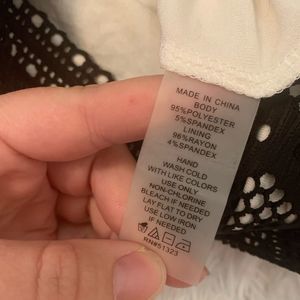 MADE IN CHINA
BODY
95%POLYESTER
5%SPANDEX
LINING
96%RAYON
4%SPANDEX
HAND
WASH COLD
WITH LIKE COLORS
USE ONLY
NON-CHLORINE
BLEACH IF NEEDED
LAY FLAT TO DRY
USE LOW IRON
IF NEEDED
RN#51323